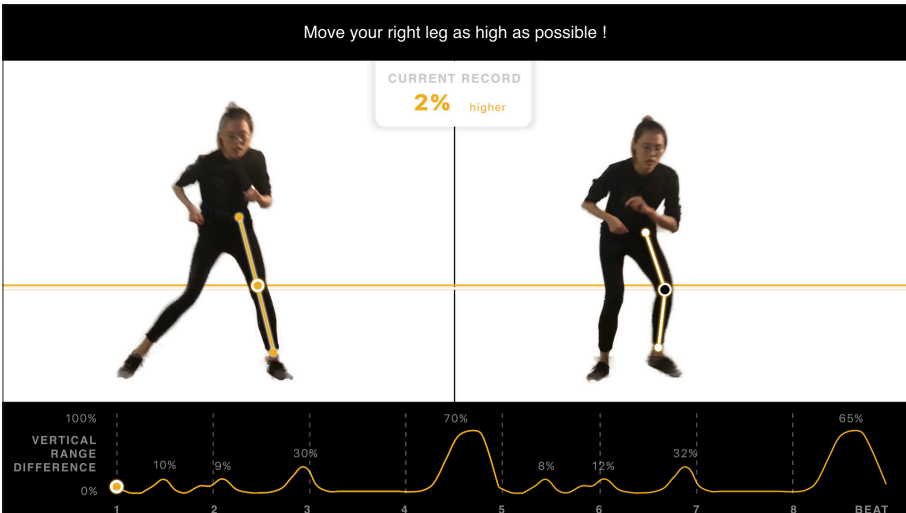 Move your right leg as high as possible !
CURRENT RECORD
2% higher
100%
VERTICAL
RANGE
DIFFERENCE
0%
10%
9%
30%
70%
8%
12%
32%
65%
1 2 3 4 5 6 7 8 BEAT